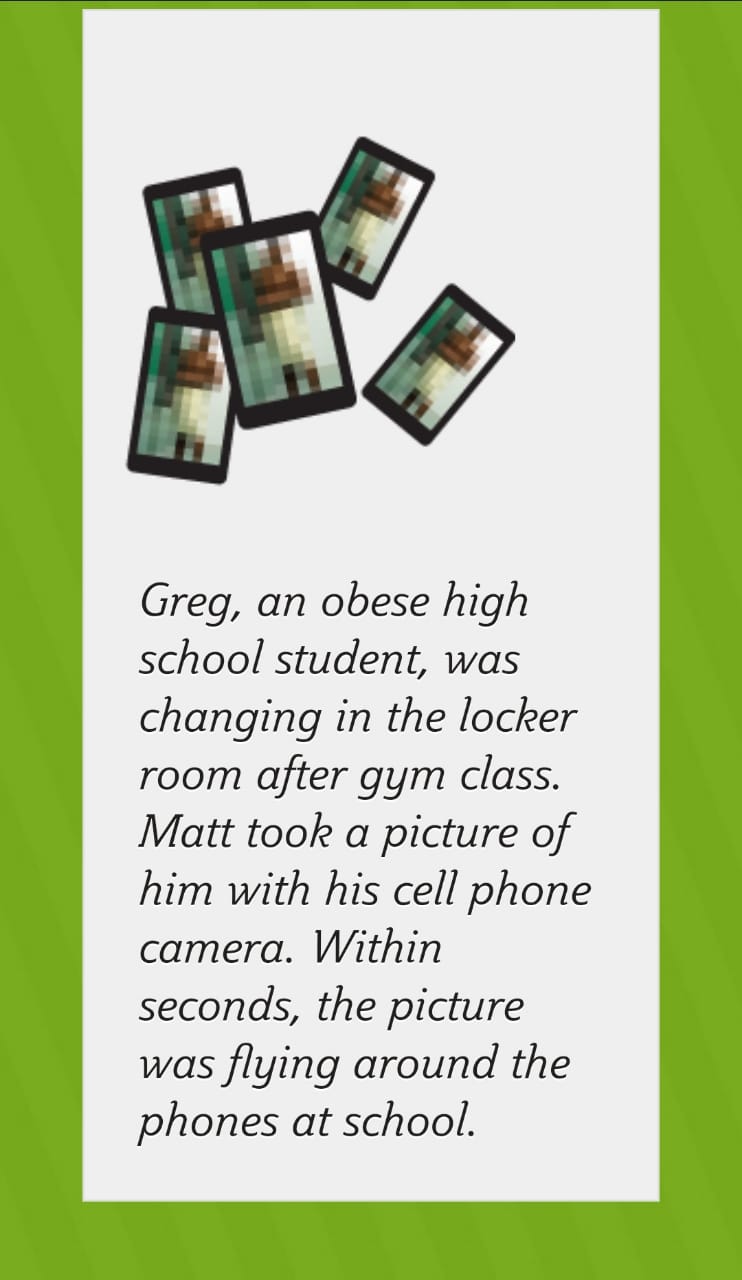 Greg, an obese high
school student, was
changing in the locker
room after gym class.
Matt took a picture of
him with his cell phone
camera. Within
seconds, the picture
was flying around the
phones at school.